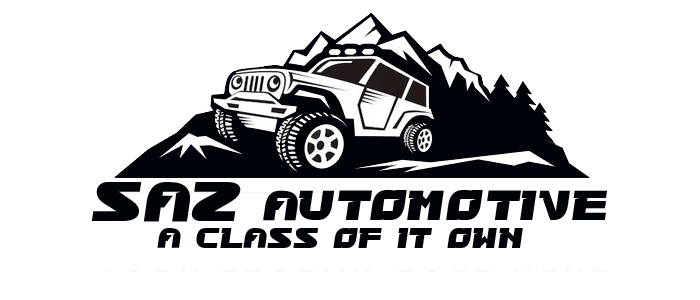 SAZ AUTOMOTIVE
A CLASS OF IT OWN